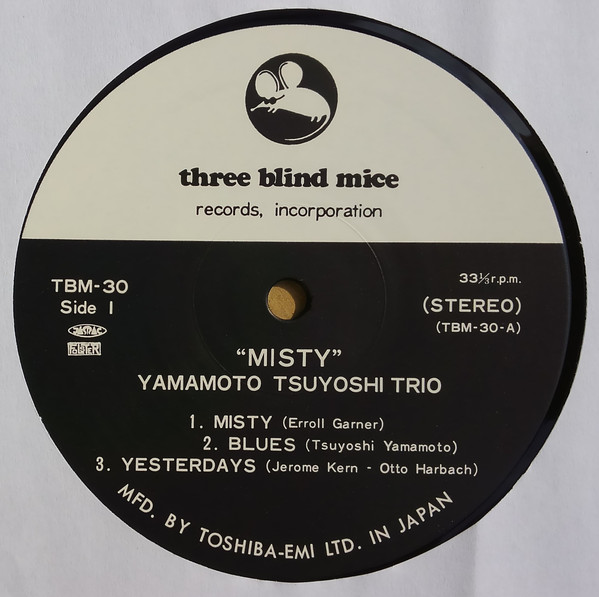 three blind mice
records, incorporation
TBM-30
Side 1
JASRAC
33⅓ r.p.m.
(STEREO)
(TBM-30-A)
“MISTY”
YAMAMOTO TSUYOSHI TRIO
1. MISTY (Erroll Garner)
2. BLUES (Tsuyoshi Yamamoto)
3. YESTERDAYS (Jerome Kern - Otto Harbach)
MFD. BY TOSHIBA-EMI LTD. IN JAPAN